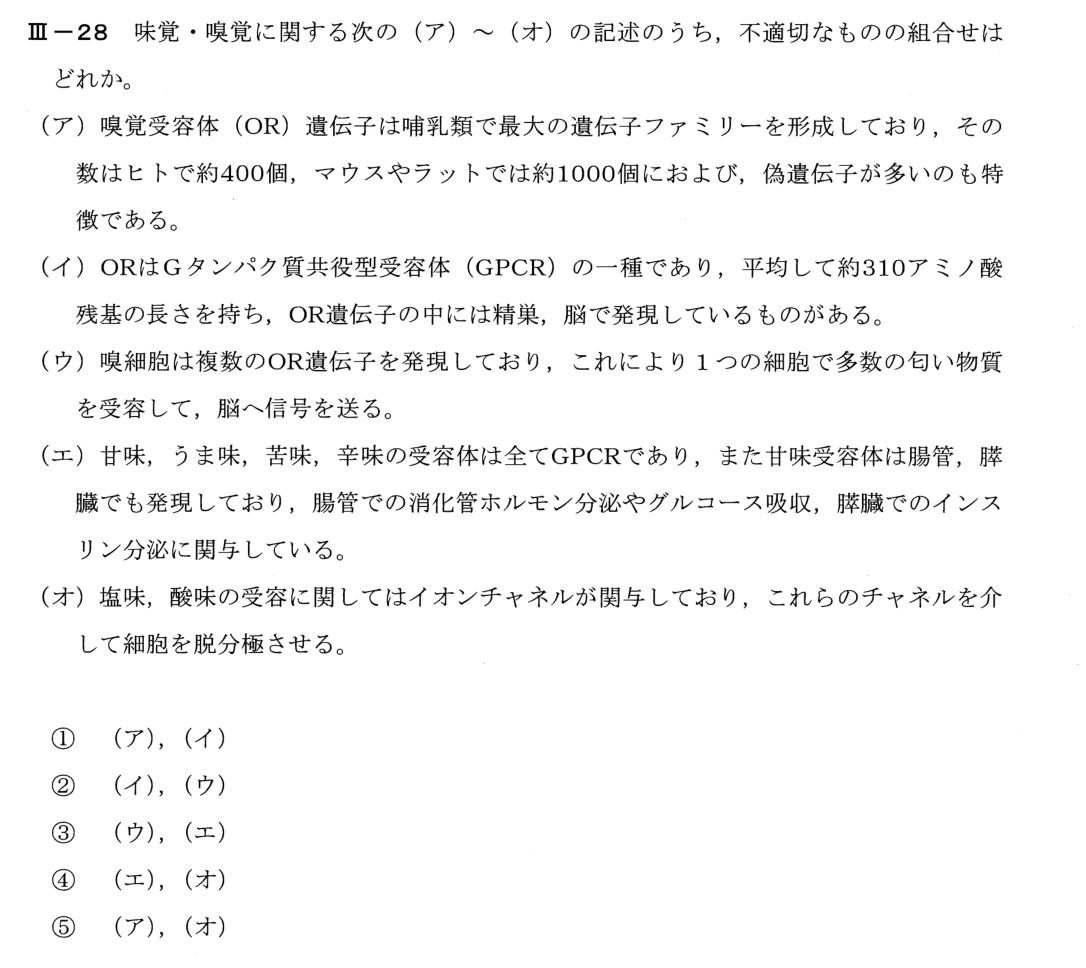 Ⅲ－28　味覚・嗅覚に関する次の（ア）～（オ）の記述のうち，不適切なものの組合せは
どれか。
（ア）嗅覚受容体（OR）遺伝子は哺乳類で最大の遺伝子ファミリーを形成しており，その
数はヒトで約400個，マウスやラットでは約1000個におよび，偽遺伝子が多いのも特
徴である。
（イ）ORはGタンパク質共役型受容体（GPCR）の一種であり，平均して約310アミノ酸
残基の長さを持ち，OR遺伝子の中には精巣，脳で発現しているものがある。
（ウ）嗅細胞は複数のOR遺伝子を発現しており，これにより１つの細胞で多数の匂い物質
を受容して，脳へ信号を送る。
（エ）甘味，うま味，苦味，辛味の受容体は全てGPCRであり，また甘味受容体は腸管，膵
臓でも発現しており，腸管での消化管ホルモン分泌やグルコース吸収，膵臓でのインス
リン分泌に関与している。
（オ）塩味，酸味の受容に関してはイオンチャネルが関与しており，これらのチャネルを介
して細胞を脱分極させる。
①　（ア），（イ）
②　（イ），（ウ）
③　（ウ），（エ）
④　（エ），（オ）
⑤　（ア），（オ）